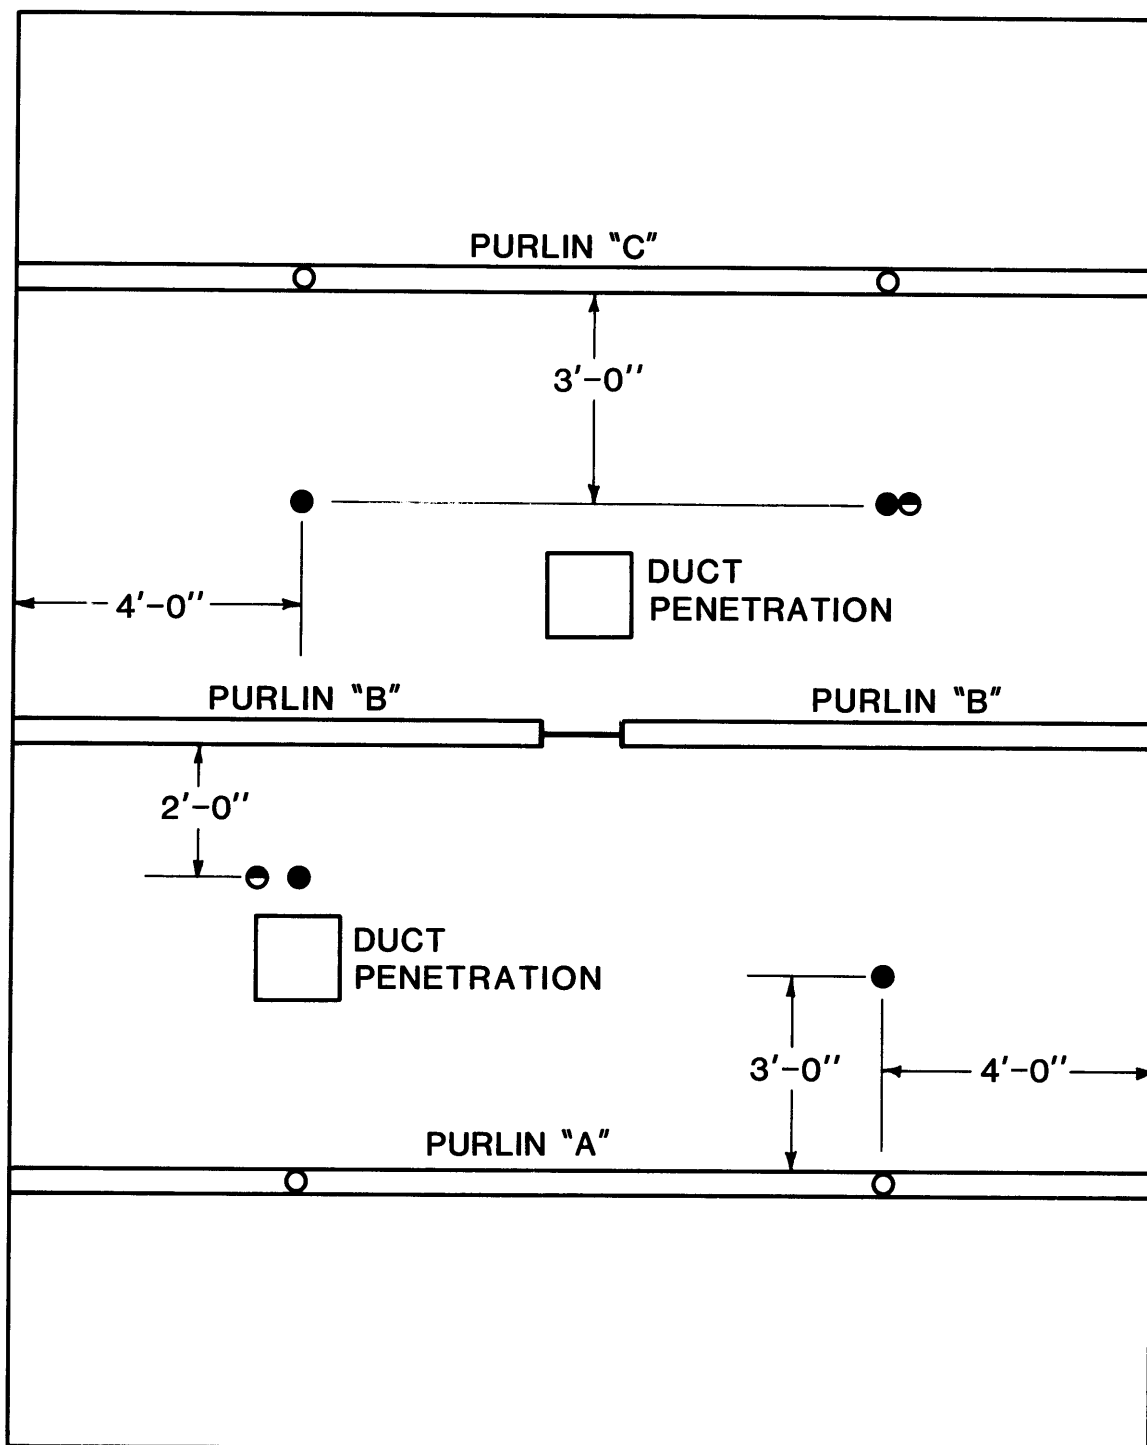 PURLIN "C"
3'-0''
DUCT
PENETRATION
4'-0''
PURLIN "B"
PURLIN "B"
2'-0''
DUCT
PENETRATION
3'-0''
4'-0''
PURLIN "A"